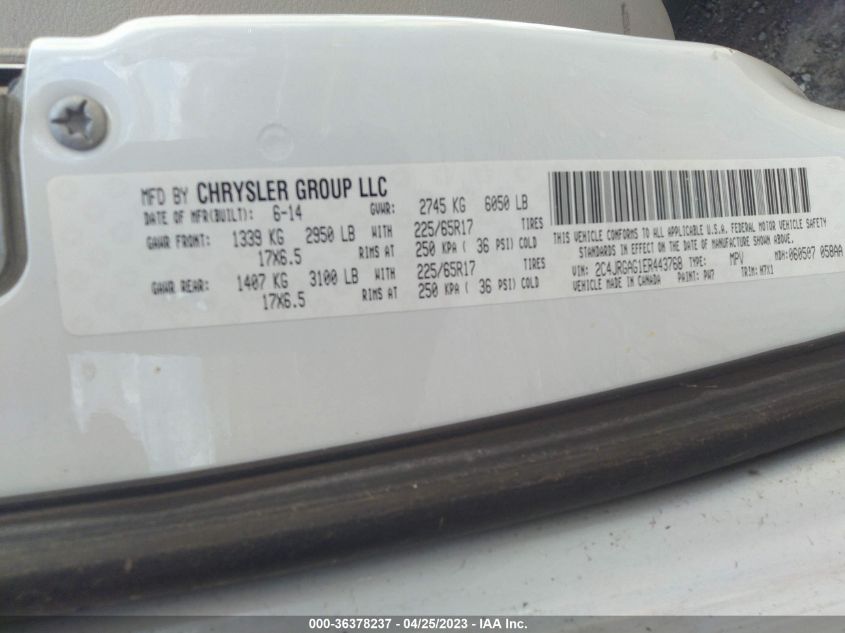 MFD BY CHRYSLER GROUP LLC
DATE OF MFR(BUILT): 6-14 GVWR: 2745 KG 6050 LB
GAWR FRONT: 1339 KG 2950 LB WITH 225/65R17 TIRES
17X6.5 RIMS AT 250 KPA ( 36 PSI) COLD
GAWR REAR: 1407 KG 3100 LB WITH 225/65R17 TIRES
17X6.5 RIMS AT 250 KPA ( 36 PSI) COLD
THIS VEHICLE CONFORMS TO ALL APPLICABLE U.S.A. FEDERAL MOTOR VEHICLE SAFETY
STANDARDS IN EFFECT ON THE DATE OF MANUFACTURE SHOWN ABOVE.
VIN: 2C4JRGAG1ER443768 TYPE: MPV MDH: 060507 058AA
VEHICLE MADE IN CANADA PAINT: PW7 TRIM: H7X1
000-36378237 - 04/25/2023 - IAA Inc.